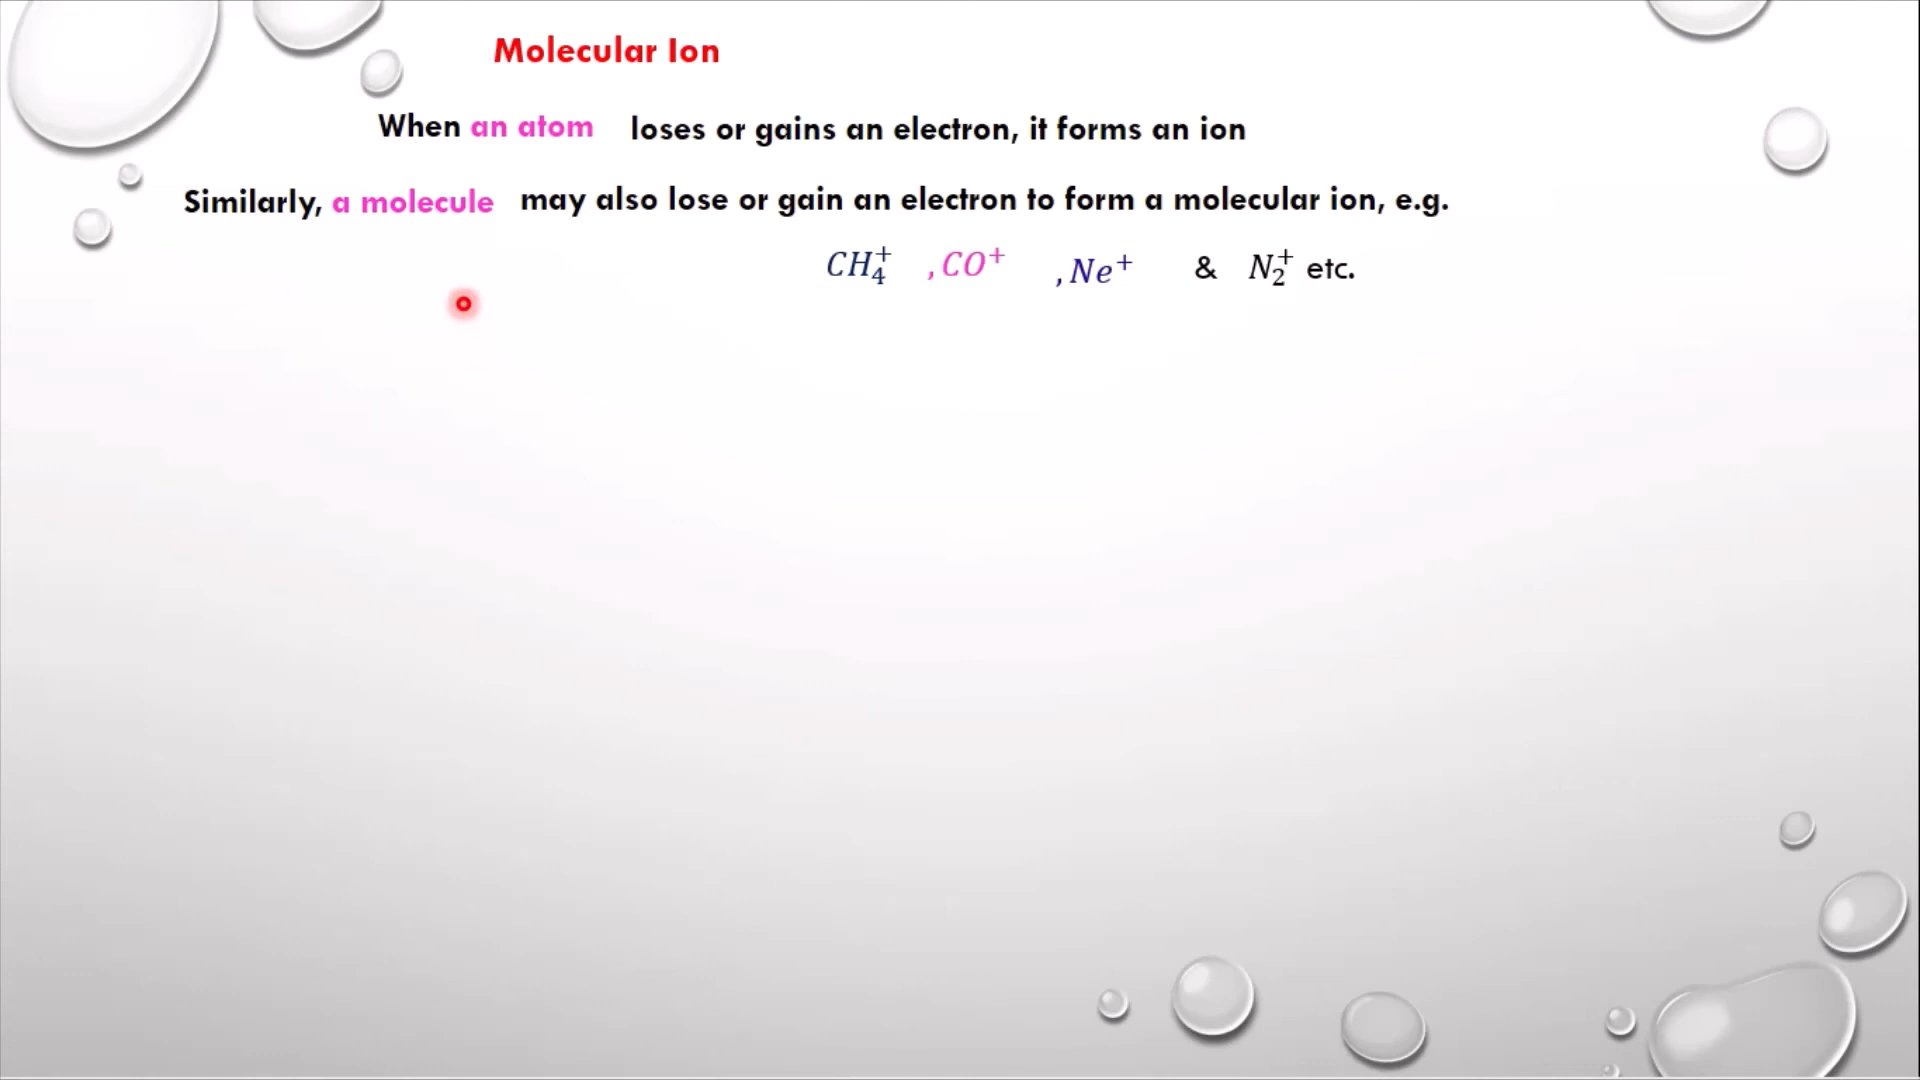 Molecular Ion
When an atom loses or gains an electron, it forms an ion
Similarly, a molecule may also lose or gain an electron to form a molecular ion, e.g.
CH₄⁺ , CO⁺ , Ne⁺ & N₂⁺ etc.